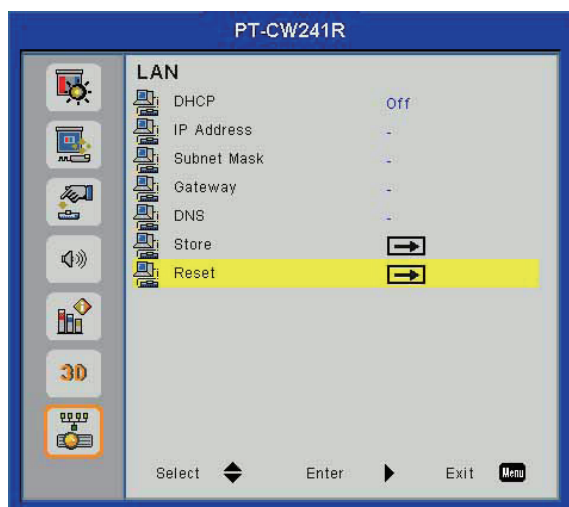 PT-CW241R
LAN
DHCP Off
IP Address -
Subnet Mask -
Gateway -
DNS -
Store
Reset
3D
Select Enter Exit Menu